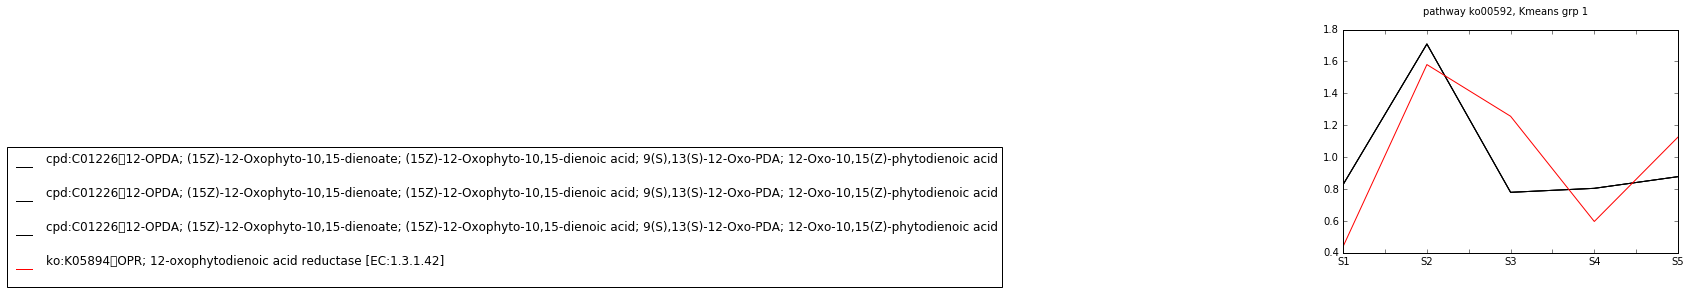 pathway ko00592, Kmeans grp 1
1.8
1.6
1.4
1.2
1.0
0.8
0.6
0.4
S1 S2 S3 S4 S5
cpd:C01226▯12-OPDA; (15Z)-12-Oxophyto-10,15-dienoate; (15Z)-12-Oxophyto-10,15-dienoic acid; 9(S),13(S)-12-Oxo-PDA; 12-Oxo-10,15(Z)-phytodienoic acid
cpd:C01226▯12-OPDA; (15Z)-12-Oxophyto-10,15-dienoate; (15Z)-12-Oxophyto-10,15-dienoic acid; 9(S),13(S)-12-Oxo-PDA; 12-Oxo-10,15(Z)-phytodienoic acid
cpd:C01226▯12-OPDA; (15Z)-12-Oxophyto-10,15-dienoate; (15Z)-12-Oxophyto-10,15-dienoic acid; 9(S),13(S)-12-Oxo-PDA; 12-Oxo-10,15(Z)-phytodienoic acid
ko:K05894▯OPR; 12-oxophytodienoic acid reductase [EC:1.3.1.42]